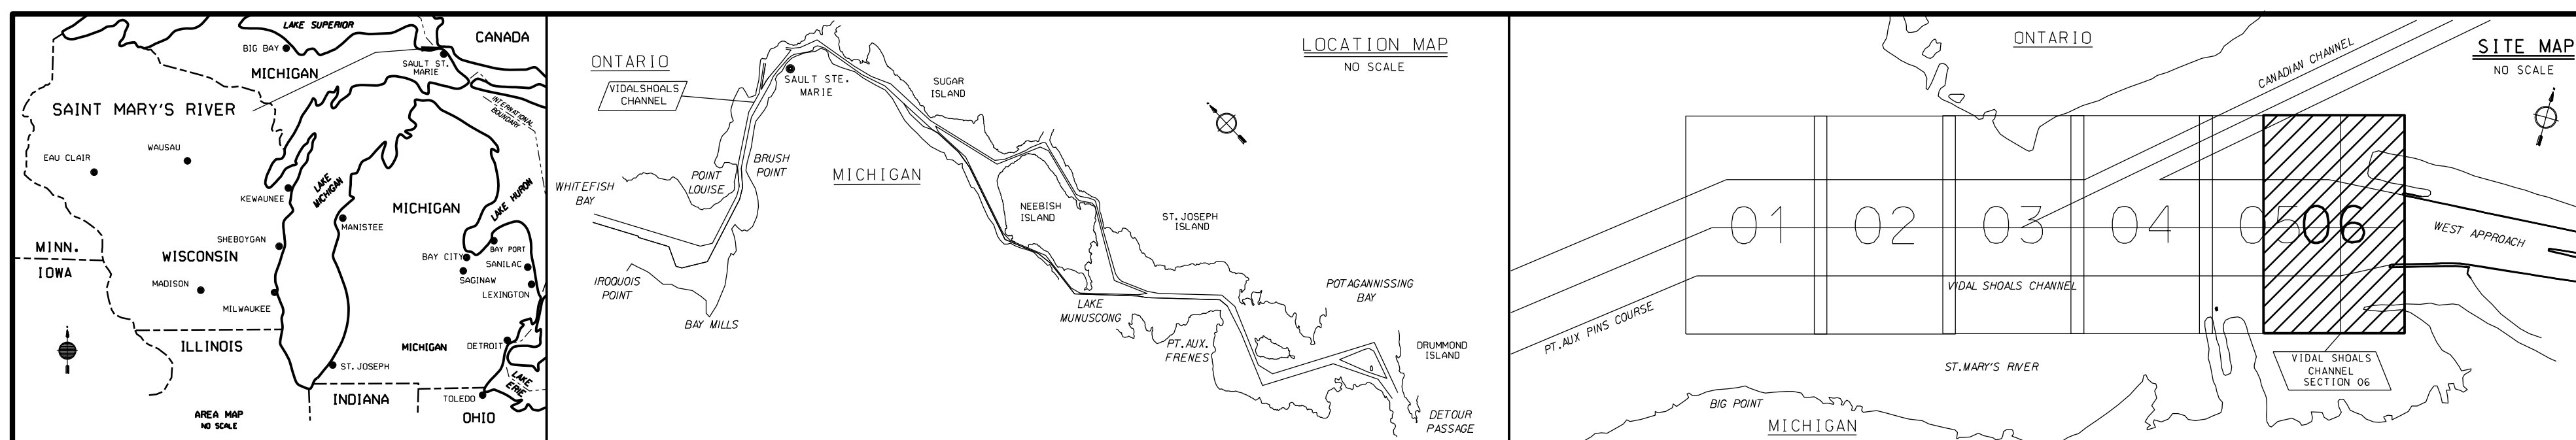 LAKE SUPERIOR
BIG BAY
CANADA
MICHIGAN
SAULT ST.
MARIE
SAINT MARY'S RIVER
INTERNATIONAL
BOUNDARY
EAU CLAIR
WAUSAU
KEWAUNEE
LAKE
MICHIGAN
MICHIGAN
LAKE HURON
MANISTEE
SHEBOYGAN
BAY PORT
MINN.
WISCONSIN
BAY CITY
SANILAC
IOWA
SAGINAW
MADISON
LEXINGTON
MILWAUKEE
ILLINOIS
MICHIGAN
DETROIT
ST. JOSEPH
LAKE
ERIE
INDIANA
TOLEDO
AREA MAP
NO SCALE
OHIO
LOCATION MAP
NO SCALE
ONTARIO
VIDALSHOALS
CHANNEL
SAULT STE.
MARIE
SUGAR
ISLAND
BRUSH
POINT
POINT
LOUISE
MICHIGAN
WHITEFISH
BAY
NEEBISH
ISLAND
ST. JOSEPH
ISLAND
IROQUOIS
POINT
BAY MILLS
LAKE
MUNUSCONG
POTAGANNISSING
BAY
PT.AUX.
FRENES
DRUMMOND
ISLAND
DETOUR
PASSAGE
ONTARIO
SITE MAP
NO SCALE
CANADIAN CHANNEL
01
02
03
04
05
06
WEST APPROACH
VIDAL SHOALS CHANNEL
PT.AUX PINS COURSE
ST.MARY'S RIVER
VIDAL SHOALS
CHANNEL
SECTION 06
BIG POINT
MICHIGAN